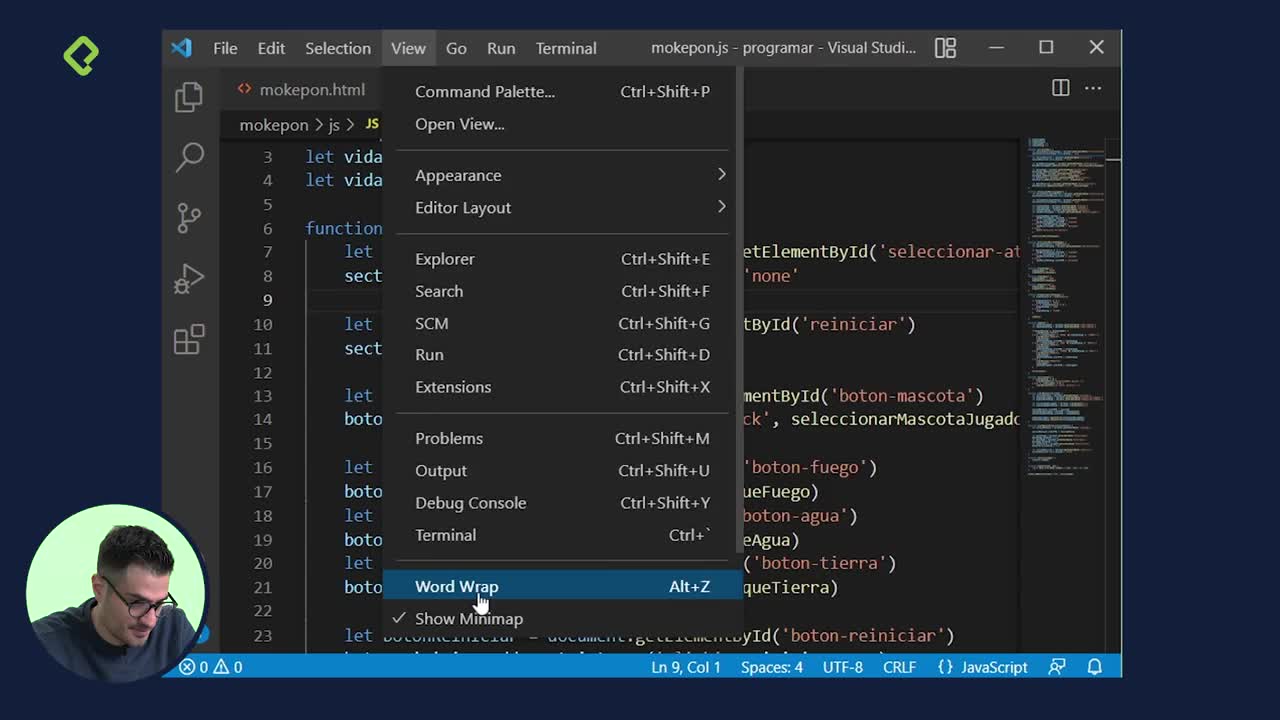 File Edit Selection View Go Run Terminal mokepon.js - programar - Visual Studi...
mokepon.html
mokepon > js > JS
Command Palette... Ctrl+Shift+P
Open View...
Appearance
Editor Layout
Explorer Ctrl+Shift+E
Search Ctrl+Shift+F
SCM Ctrl+Shift+G
Run Ctrl+Shift+D
Extensions Ctrl+Shift+X
Problems Ctrl+Shift+M
Output Ctrl+Shift+U
Debug Console Ctrl+Shift+Y
Terminal Ctrl+`
Word Wrap Alt+Z
✓ Show Minimap
3 let vida
4 let vida
5
6 function
7 let etElementById('seleccionar-at
8 sect 'none'
9
10 let tById('reiniciar')
11 sect
12
13 let mentById('boton-mascota')
14 boto ck', seleccionarMascotaJugado
15
16 let 'boton-fuego')
17 boto ueFuego)
18 let boton-agua')
19 boto eAgua)
20 let ('boton-tierra')
21 boto queTierra)
22
23 let botonReiniciar = document.getElementById('boton-reiniciar')
0 0 Ln 9, Col 1 Spaces: 4 UTF-8 CRLF {} JavaScript